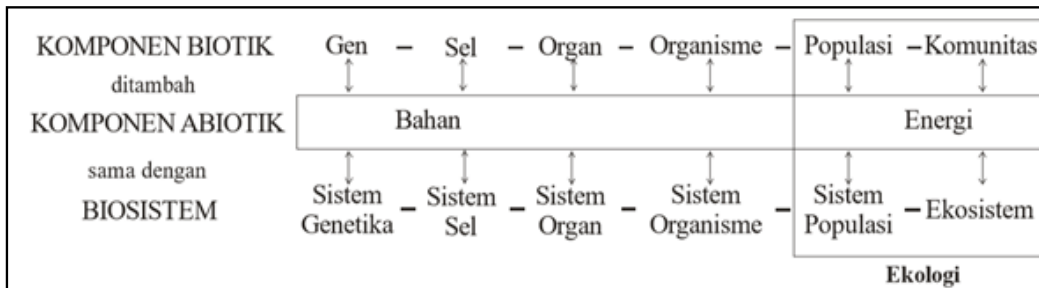 KOMPONEN BIOTIK Gen – Sel – Organ – Organisme – Populasi – Komunitas
ditambah
KOMPONEN ABIOTIK Bahan Energi
sama dengan
BIOSISTEM Sistem Genetika – Sistem Sel – Sistem Organ – Sistem Organisme – Sistem Populasi – Ekosistem
Ekologi